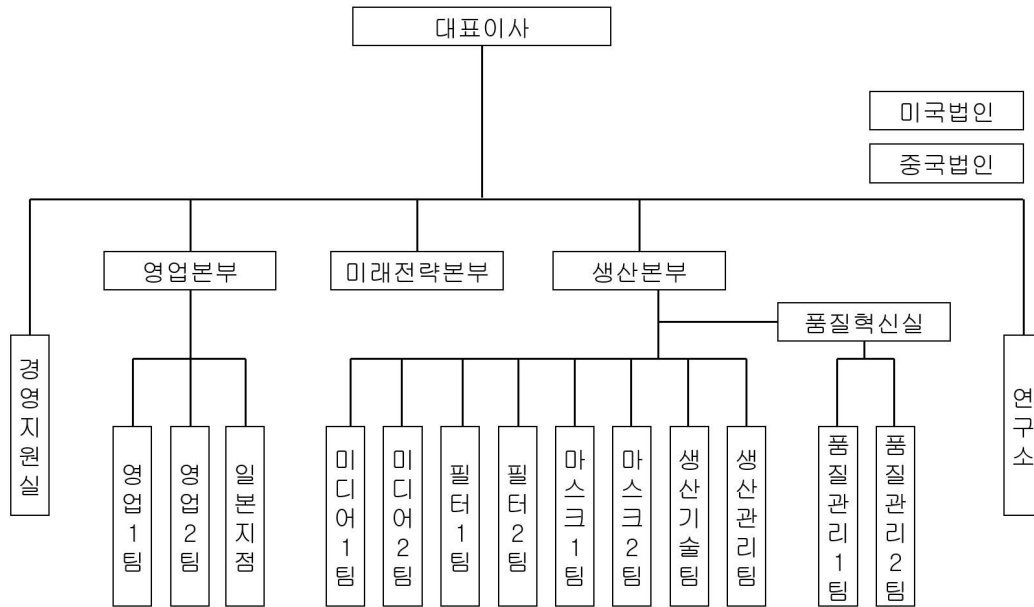 대표이사
미국법인
중국법인
영업본부
미래전략본부
생산본부
품질혁신실
경영지원실
연구소
영업1팀
영업2팀
일본지점
미디어1팀
미디어2팀
필터1팀
필터2팀
마스크1팀
마스크2팀
생산기술팀
생산관리팀
품질관리1팀
품질관리2팀